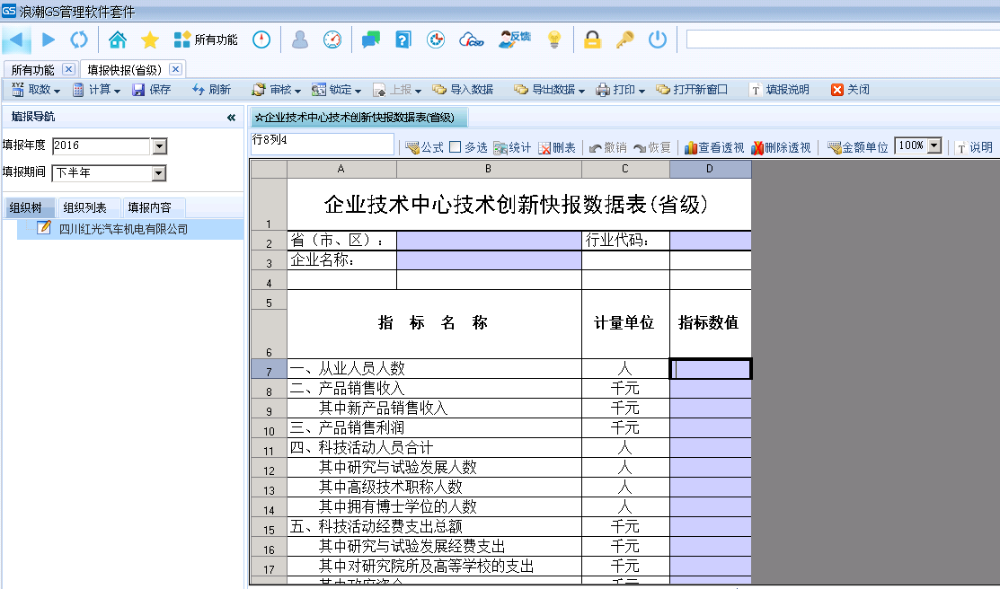 GS 浪潮GS管理软件套件
所有功能 iCSD 反馈
所有功能 填报快报(省级)
XYZ 取数 计算 保存 刷新 审核 锁定 上报 导入数据 导出数据 打印 打开新窗口 T 填报说明 关闭
填报导航 «
填报年度 2016
填报期间 下半年
组织树 组织列表 填报内容
四川红光汽车机电有限公司
☆企业技术中心技术创新快报数据表(省级)
行8列4 公式 多选 统计 删表 撤销 恢复 查看透视 删除透视 金额单位 100% T 说明
A B C D
1 企业技术中心技术创新快报数据表(省级)
2 省（市、区）： 行业代码：
3 企业名称：
4
5
6 指 标 名 称 计量单位 指标数值
7 一、从业人员人数 人
8 二、产品销售收入 千元
9 其中新产品销售收入 千元
10 三、产品销售利润 千元
11 四、科技活动人员合计 人
12 其中研究与试验发展人数 人
13 其中高级技术职称人数 人
14 其中拥有博士学位的人数 人
15 五、科技活动经费支出总额 千元
16 其中研究与试验发展经费支出 千元
17 其中对研究院所及高等学校的支出 千元